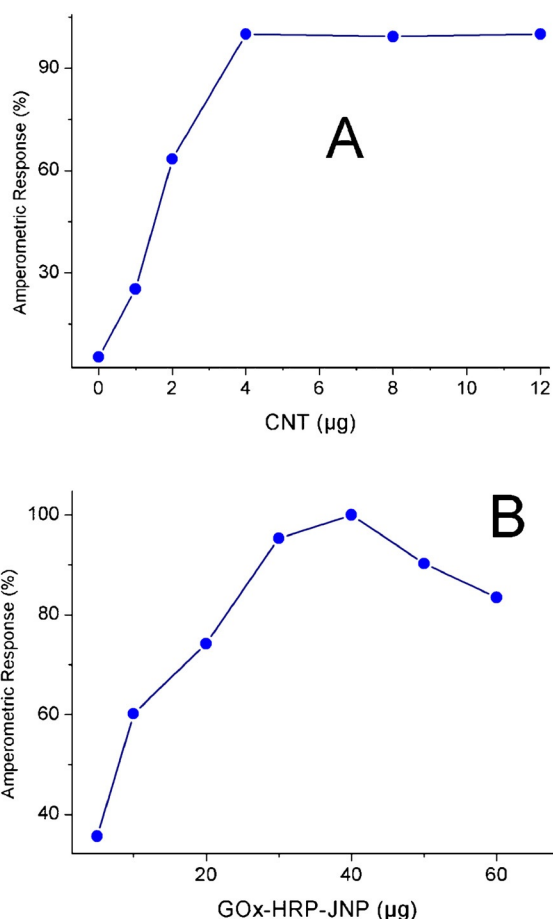 90
60
30
Amperometric Response (%)
A
0 2 4 6 8 10 12
CNT (µg)
100
80
60
40
Amperometric Response (%)
B
20 40 60
GOx-HRP-JNP (µg)